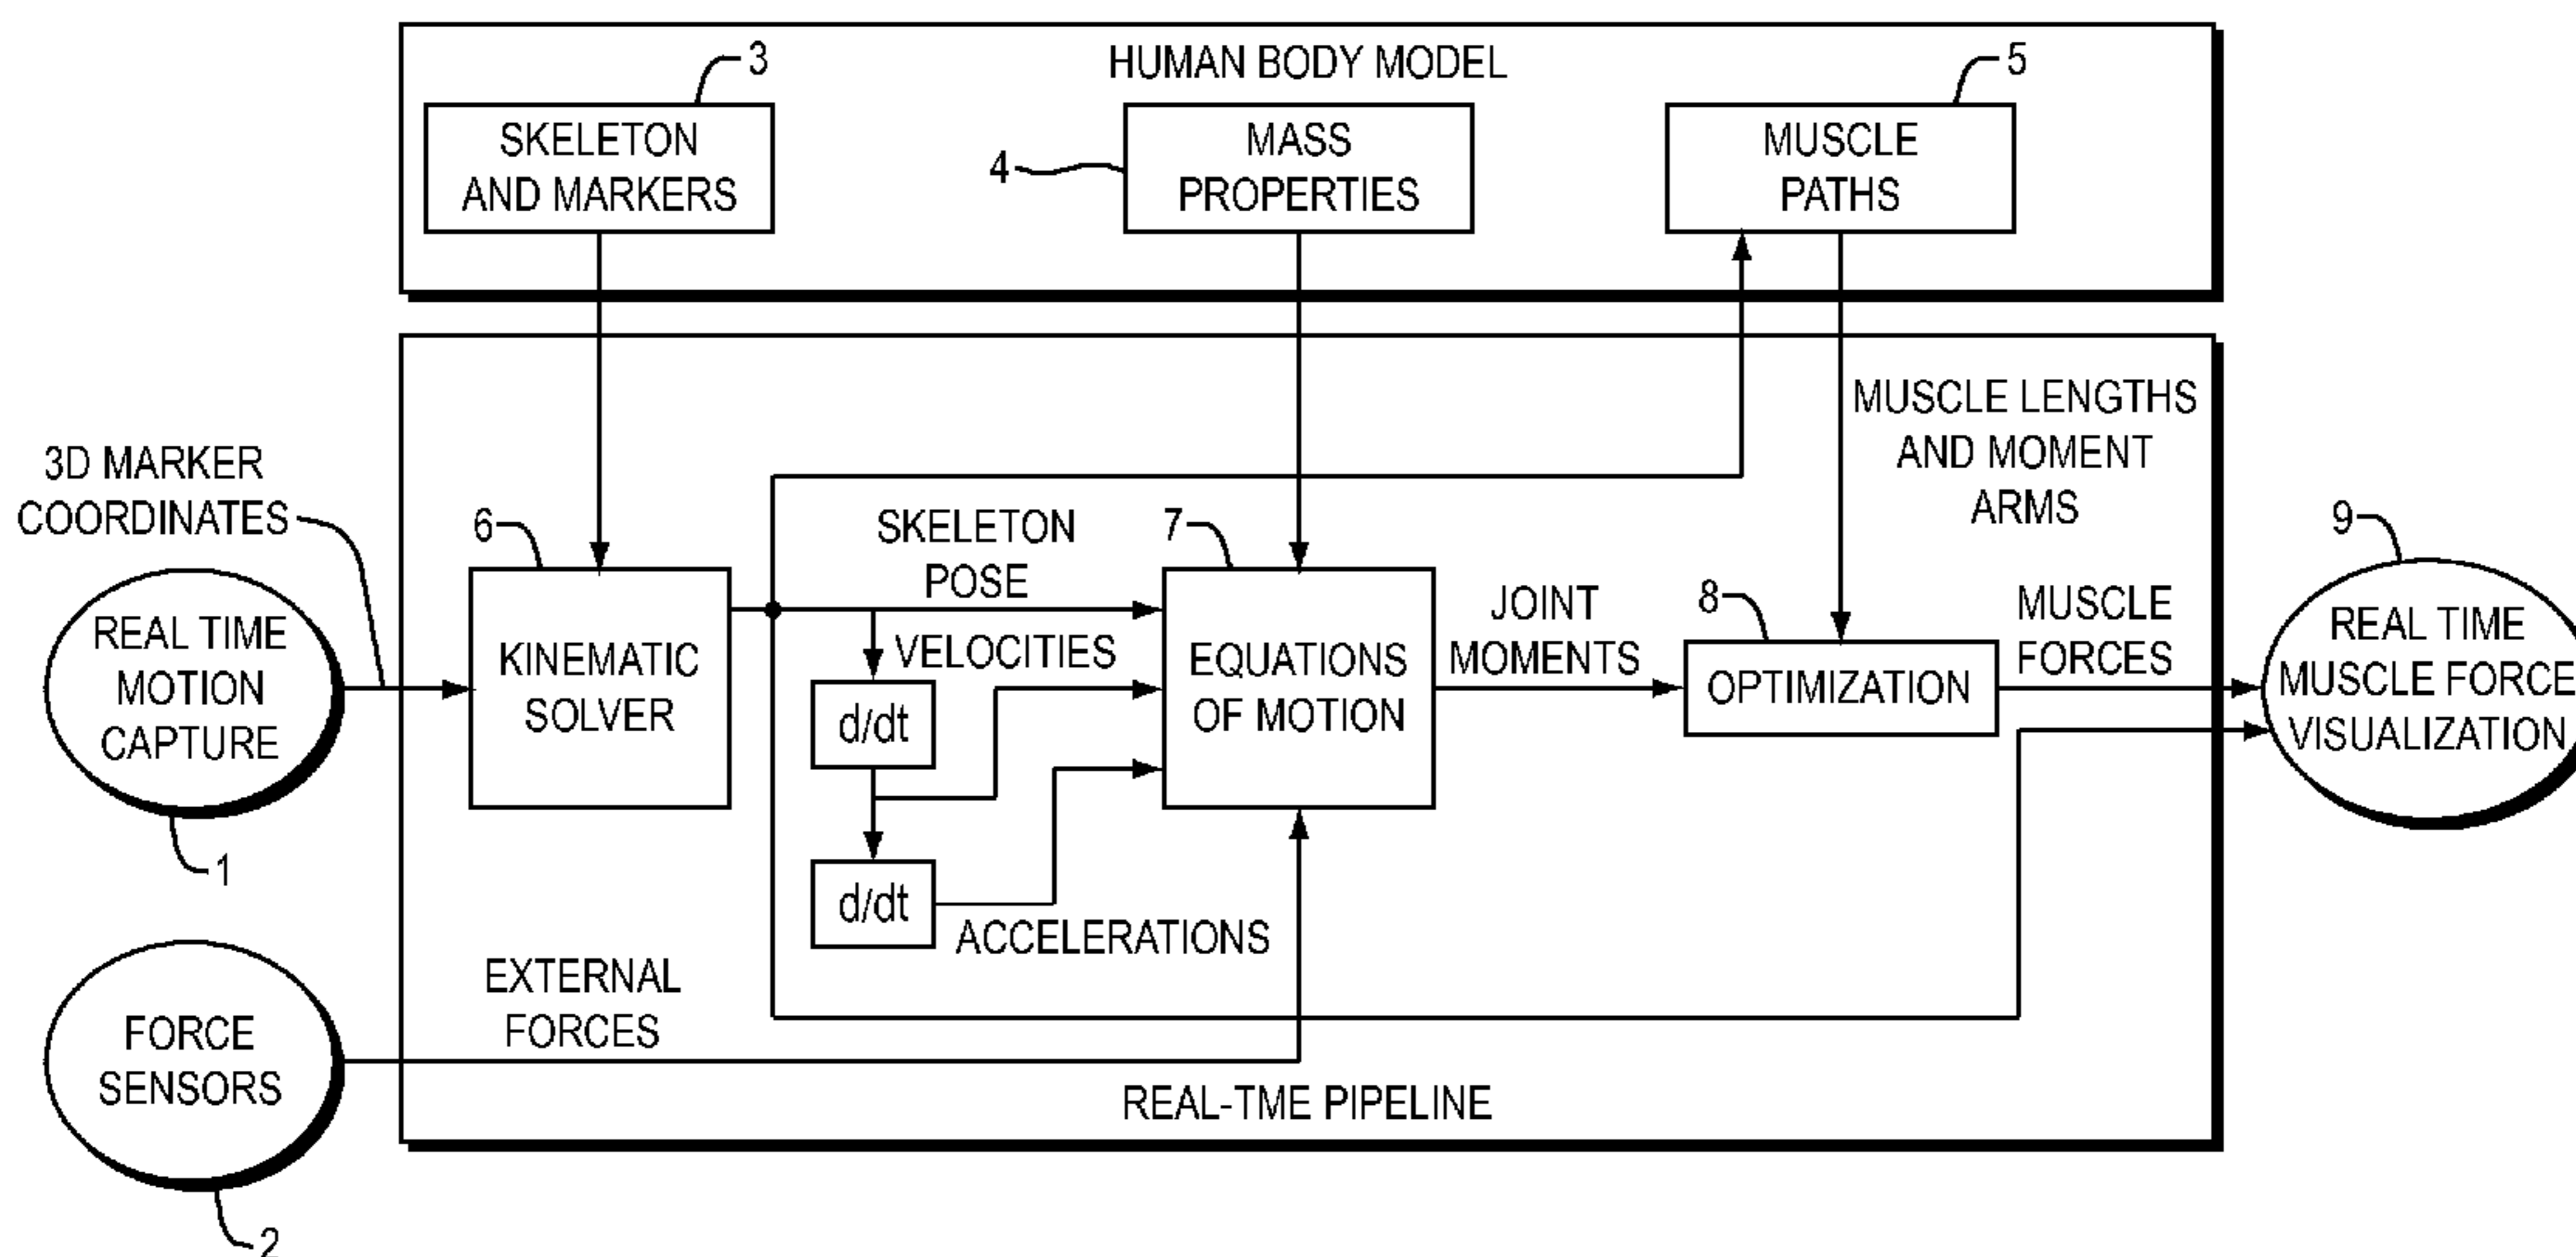 HUMAN BODY MODEL
3
SKELETON
AND MARKERS
4
MASS
PROPERTIES
5
MUSCLE
PATHS
3D MARKER
COORDINATES
REAL TIME
MOTION
CAPTURE
1
FORCE
SENSORS
2
6
KINEMATIC
SOLVER
SKELETON
POSE
VELOCITIES
d/dt
d/dt
ACCELERATIONS
EXTERNAL
FORCES
7
EQUATIONS
OF MOTION
JOINT
MOMENTS
8
OPTIMIZATION
MUSCLE LENGTHS
AND MOMENT
ARMS
MUSCLE
FORCES
9
REAL TIME
MUSCLE FORCE
VISUALIZATION
REAL-TME PIPELINE